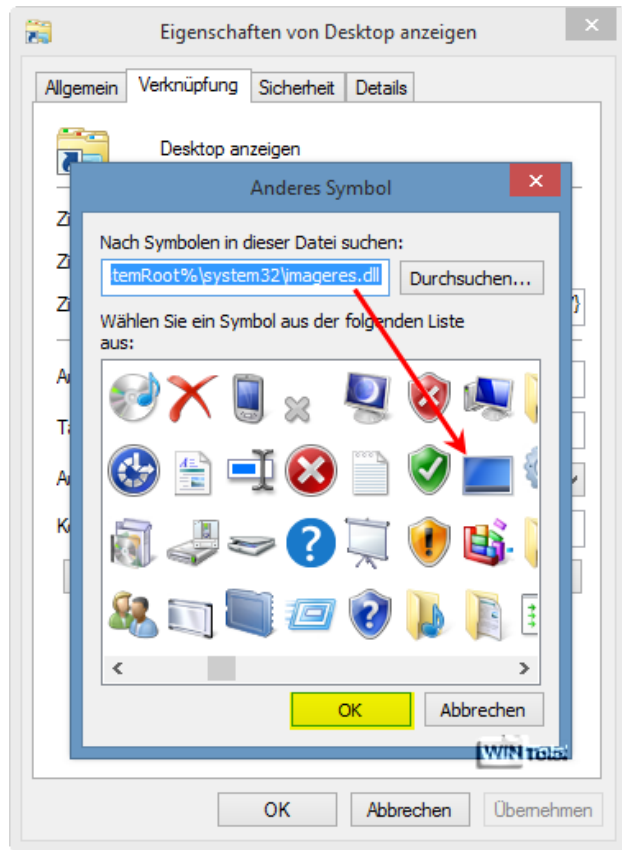 Eigenschaften von Desktop anzeigen
Allgemein Verknüpfung Sicherheit Details
Desktop anzeigen
Anderes Symbol
Nach Symbolen in dieser Datei suchen:
temRoot%\system32\imageres.dll Durchsuchen...
Wählen Sie ein Symbol aus der folgenden Liste
aus:
OK Abbrechen
WIN
OK Abbrechen Übernehmen